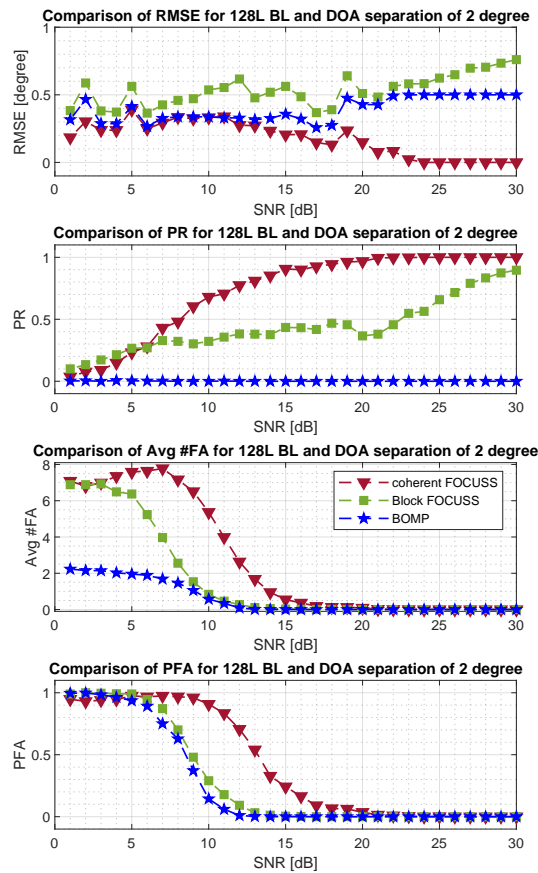 Comparison of RMSE for 128L BL and DOA separation of 2 degree
1
0.5
0
RMSE [degree]
0 5 10 15 20 25 30
SNR [dB]
Comparison of PR for 128L BL and DOA separation of 2 degree
1
0.5
0
PR
0 5 10 15 20 25 30
SNR [dB]
Comparison of Avg #FA for 128L BL and DOA separation of 2 degree
8
6
4
2
0
Avg #FA
coherent FOCUSS
Block FOCUSS
BOMP
0 5 10 15 20 25 30
SNR [dB]
Comparison of PFA for 128L BL and DOA separation of 2 degree
1
0.5
0
PFA
0 5 10 15 20 25 30
SNR [dB]